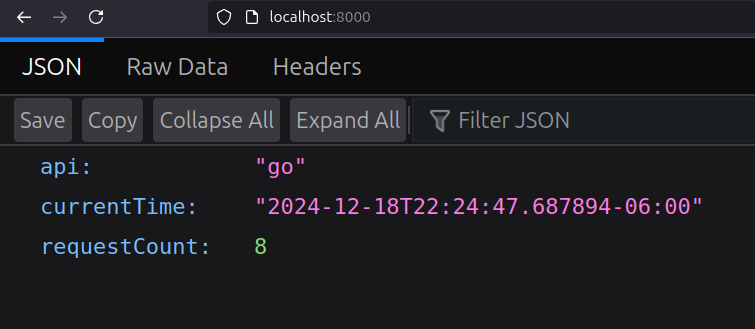 localhost:8000
JSON Raw Data Headers
Save Copy Collapse All Expand All Filter JSON
api: "go"
currentTime: "2024-12-18T22:24:47.687894-06:00"
requestCount: 8